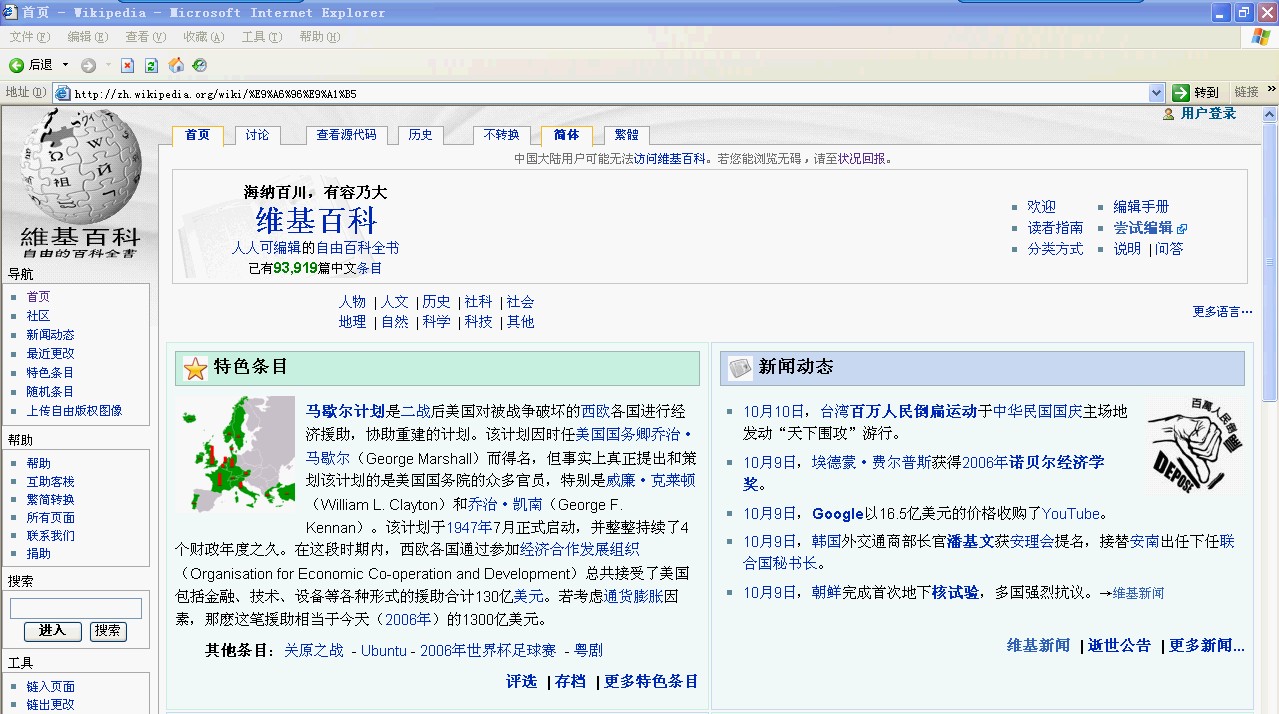 首页 - Wikipedia - Microsoft Internet Explorer
文件(F) 编辑(E) 查看(V) 收藏(A) 工具(T) 帮助(H)
后退
地址(D) http://zh.wikipedia.org/wiki/%E9%A6%96%E9%A1%B5 转到 链接 »
用户登录
首页 讨论 查看源代码 历史 不转换 简体 繁體
中国大陆用户可能无法访问维基百科。若您能浏览无碍，请至状况回报。
維基百科
自由的百科全書
导航
首页
社区
新闻动态
最近更改
特色条目
随机条目
上传自由版权图像
帮助
帮助
互助客栈
繁简转换
所有页面
联系我们
捐助
搜索
进入 搜索
工具
链入页面
链出更改
海纳百川，有容乃大
维基百科
人人可编辑的自由百科全书
已有93,919篇中文条目
欢迎
读者指南
分类方式
编辑手册
尝试编辑
说明 | 问答
人物 | 人文 | 历史 | 社科 | 社会
地理 | 自然 | 科学 | 科技 | 其他
更多语言…
特色条目
马歇尔计划是二战后美国对被战争破坏的西欧各国进行经
济援助，协助重建的计划。该计划因时任美国国务卿乔治·
马歇尔（George Marshall）而得名，但事实上真正提出和策
划该计划的是美国国务院的众多官员，特别是威廉·克莱顿
（William L. Clayton）和乔治·凯南（George F.
Kennan）。该计划于1947年7月正式启动，并整整持续了4
个财政年度之久。在这段时期内，西欧各国通过参加经济合作发展组织
（Organisation for Economic Co-operation and Development）总共接受了美国
包括金融、技术、设备等各种形式的援助合计130亿美元。若考虑通货膨胀因
素，那麽这笔援助相当于今天（2006年）的1300亿美元。
其他条目：关原之战 - Ubuntu - 2006年世界杯足球赛 - 粤剧
评选 | 存档 | 更多特色条目
新闻动态
10月10日，台湾百万人民倒扁运动于中华民国国庆主场地
发动“天下围攻”游行。
10月9日，埃德蒙·费尔普斯获得2006年诺贝尔经济学
奖。
10月9日，Google以16.5亿美元的价格收购了YouTube。
10月9日，韩国外交通商部长官潘基文获安理会提名，接替安南出任下任联
合国秘书长。
10月9日，朝鲜完成首次地下核试验，多国强烈抗议。→维基新闻
百萬人民倒扁
DEPOSE
维基新闻 | 逝世公告 | 更多新闻...